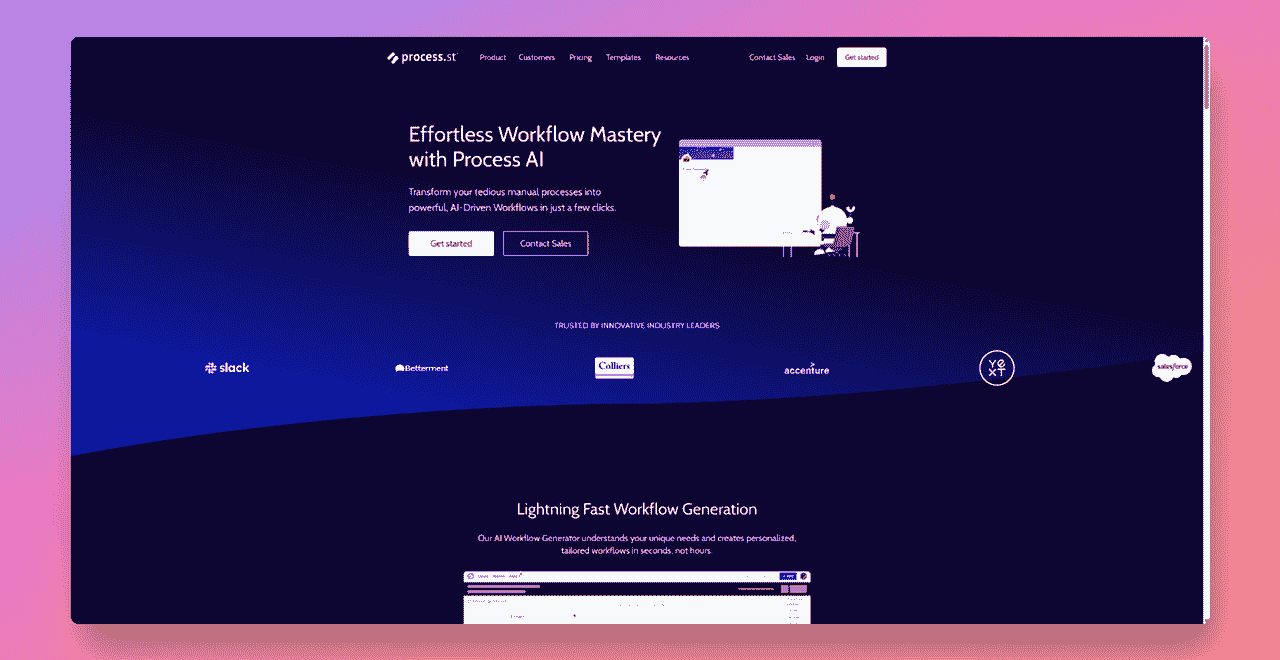 process.st
Product Customers Pricing Templates Resources
Contact Sales Login Get started
Effortless Workflow Mastery
with Process AI
Transform your tedious manual processes into
powerful, AI-Driven Workflows in just a few clicks.
Get started Contact Sales
TRUSTED BY INNOVATIVE INDUSTRY LEADERS
slack Betterment Colliers accenture YEXT salesforce
Lightning Fast Workflow Generation
Our AI Workflow Generator understands your unique needs and creates personalized,
tailored workflows in seconds, not hours.